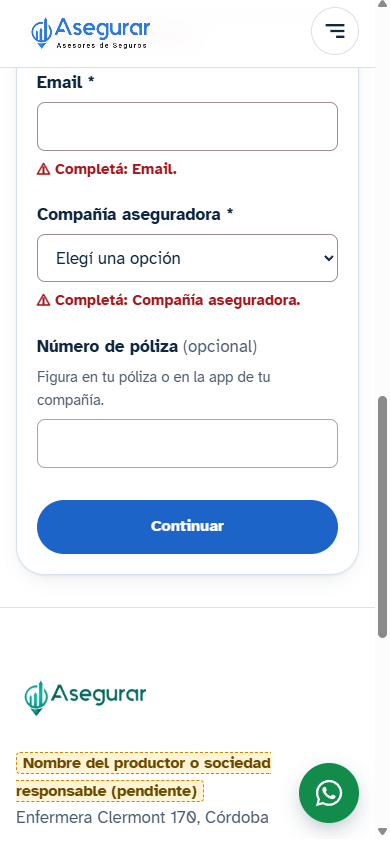 Asegurar
Asesores de Seguros
Email *
⚠ Completá: Email.
Compañía aseguradora *
Elegí una opción
⚠ Completá: Compañía aseguradora.
Número de póliza (opcional)
Figura en tu póliza o en la app de tu
compañía.
Continuar
Asegurar
Nombre del productor o sociedad
responsable (pendiente)
Enfermera Clermont 170, Córdoba